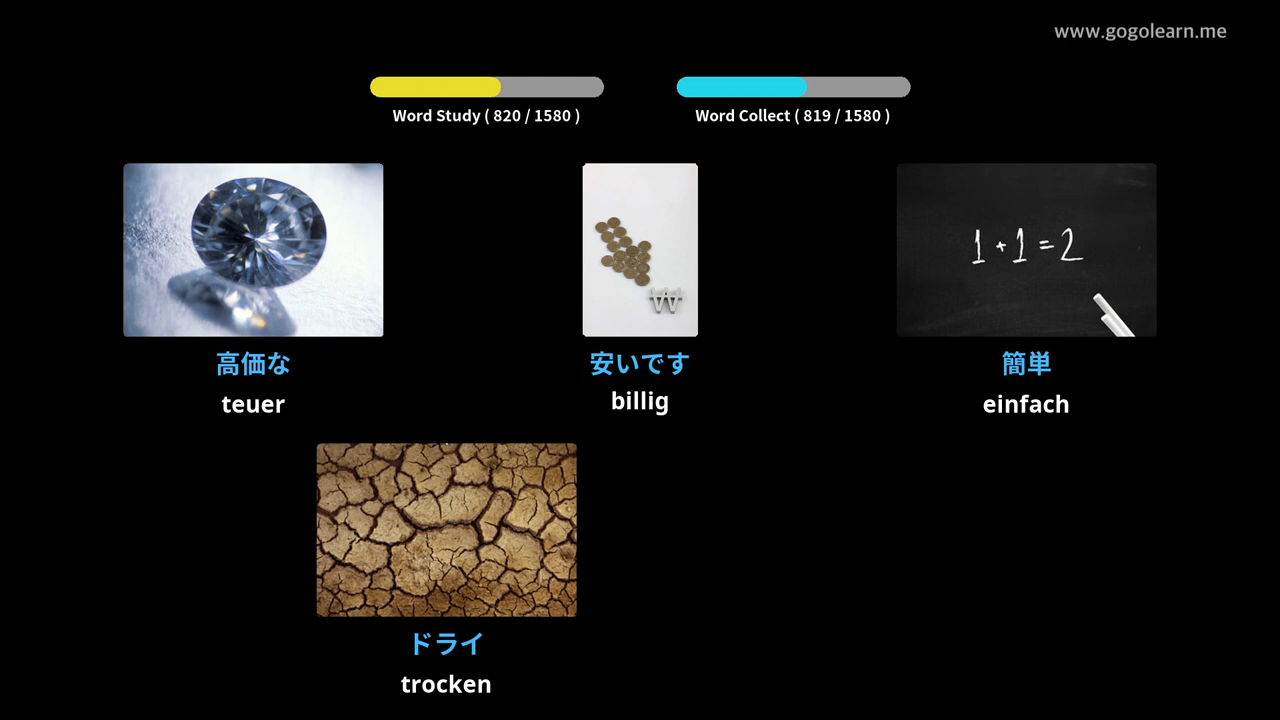 www.gogolearn.me
Word Study ( 820 / 1580 )
Word Collect ( 819 / 1580 )
1 + 1 = 2
₩
高価な
安いです
簡単
teuer
billig
einfach
ドライ
trocken